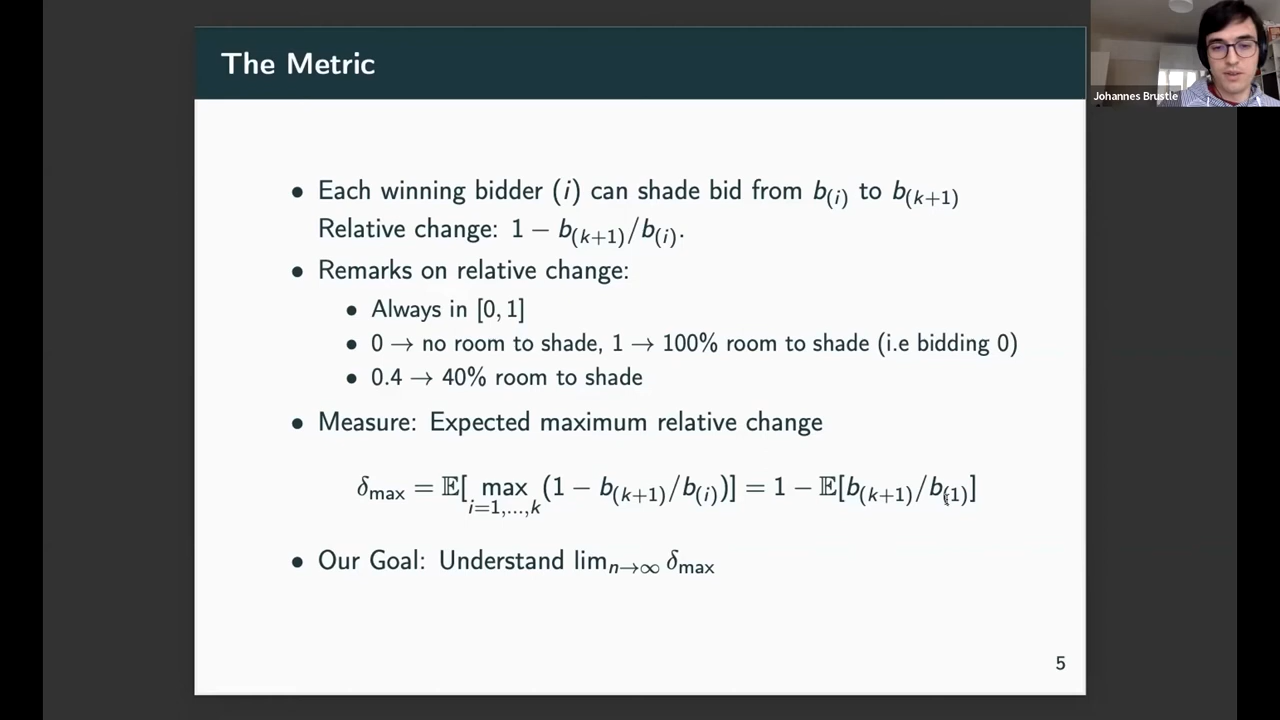 The Metric
Johannes Brustle
• Each winning bidder (i) can shade bid from b_(i) to b_(k+1)
Relative change: 1 − b_(k+1)/b_(i).
• Remarks on relative change:
• Always in [0, 1]
• 0 → no room to shade, 1 → 100% room to shade (i.e bidding 0)
• 0.4 → 40% room to shade
• Measure: Expected maximum relative change
δ_max = 𝔼[ max_{i=1,...,k} (1 − b_(k+1)/b_(i))] = 1 − 𝔼[b_(k+1)/b_(1)]
• Our Goal: Understand lim_{n→∞} δ_max
5